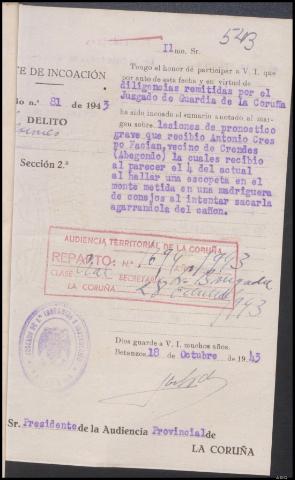 543
Ilmo. Sr.
Tengo el honor de participar a V. I. que
por auto de esta fecha y en virtud de
TE DE INCOACIÓN
diligencias remitidas por el
Juzgado de Guardia de la Coruña
io n.º 81 de 1943
ha sido incoado el sumario anotado al mar-
gen sobre lesiones de pronostico
DELITO
grave que recibio Antonio Cres
po Facian, vecino de Crendes
(Abegondo) la cuales recibio
Sección 2.ª
al parecer el 4 del actual
al hallar una escopeta en el
monte metida en una madriguera
de conejos al intentar sacarla
agarrandola del cañon.
AUDIENCIA TERRITORIAL DE LA CORUÑA
REPARTO: N.º 1694 1943
CLASE SECRETARIA
LA CORUÑA
1943
Dios guarde a V. I. muchos años.
Betanzos, 18 de Octubre de 1943
Sr. Presidente de la Audiencia Provincial de
LA CORUÑA